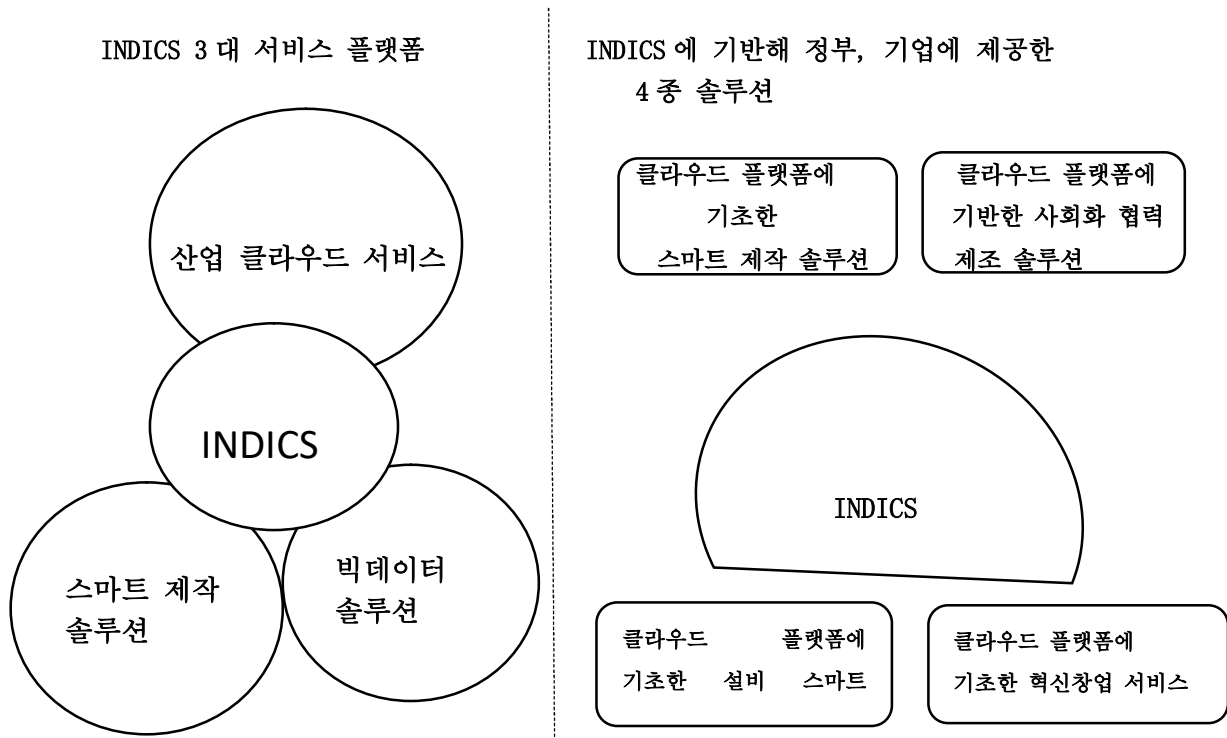 INDICS 3대 서비스 플랫폼
산업 클라우드 서비스
INDICS
스마트 제작
솔루션
빅데이터
솔루션
INDICS에 기반해 정부, 기업에 제공한
4종 솔루션
클라우드 플랫폼에
기초한
스마트 제작 솔루션
클라우드 플랫폼에
기반한 사회화 협력
제조 솔루션
INDICS
클라우드 플랫폼에
기초한 설비 스마트
클라우드 플랫폼에
기초한 혁신창업 서비스